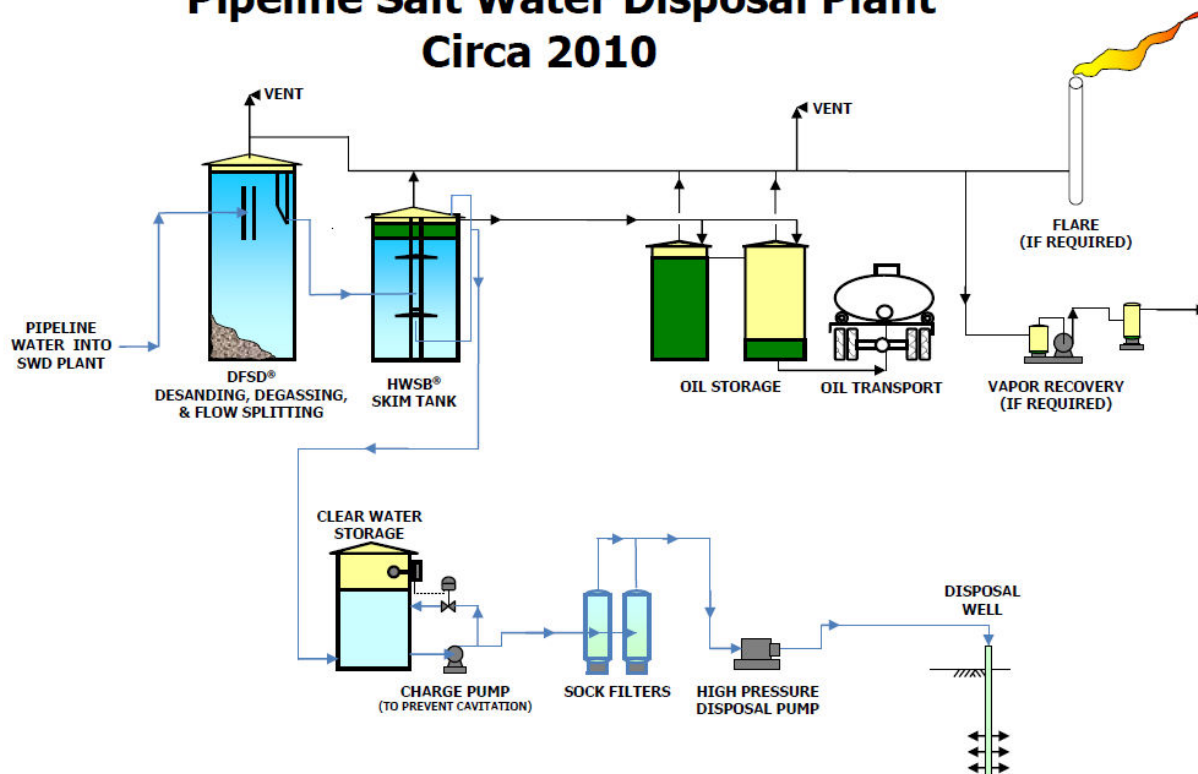 Pipeline Salt Water Disposal Plant
Circa 2010
VENT
VENT
FLARE
(IF REQUIRED)
PIPELINE
WATER INTO
SWD PLANT
DFSD®
DESANDING, DEGASSING,
& FLOW SPLITTING
HWSB®
SKIM TANK
OIL STORAGE
OIL TRANSPORT
VAPOR RECOVERY
(IF REQUIRED)
CLEAR WATER
STORAGE
DISPOSAL
WELL
CHARGE PUMP
(TO PREVENT CAVITATION)
SOCK FILTERS
HIGH PRESSURE
DISPOSAL PUMP